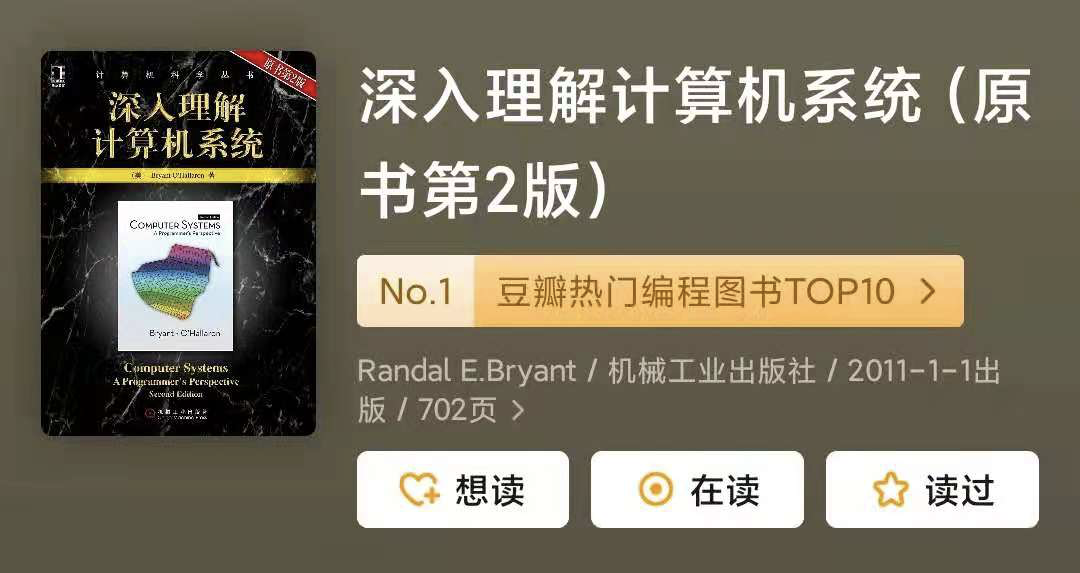 计算机科学丛书
原书第2版
深入理解
计算机系统
(美) Bryant O'Hallaron 著
COMPUTER SYSTEMS
A Programmer's Perspective
Bryant · O'Hallaron
Computer Systems
A Programmer's Perspective
Second Edition
机械工业出版社
China Machine Press
深入理解计算机系统（原
书第2版）
No.1 豆瓣热门编程图书TOP10 >
Randal E.Bryant / 机械工业出版社 / 2011-1-1出
版 / 702页 >
想读 在读 读过